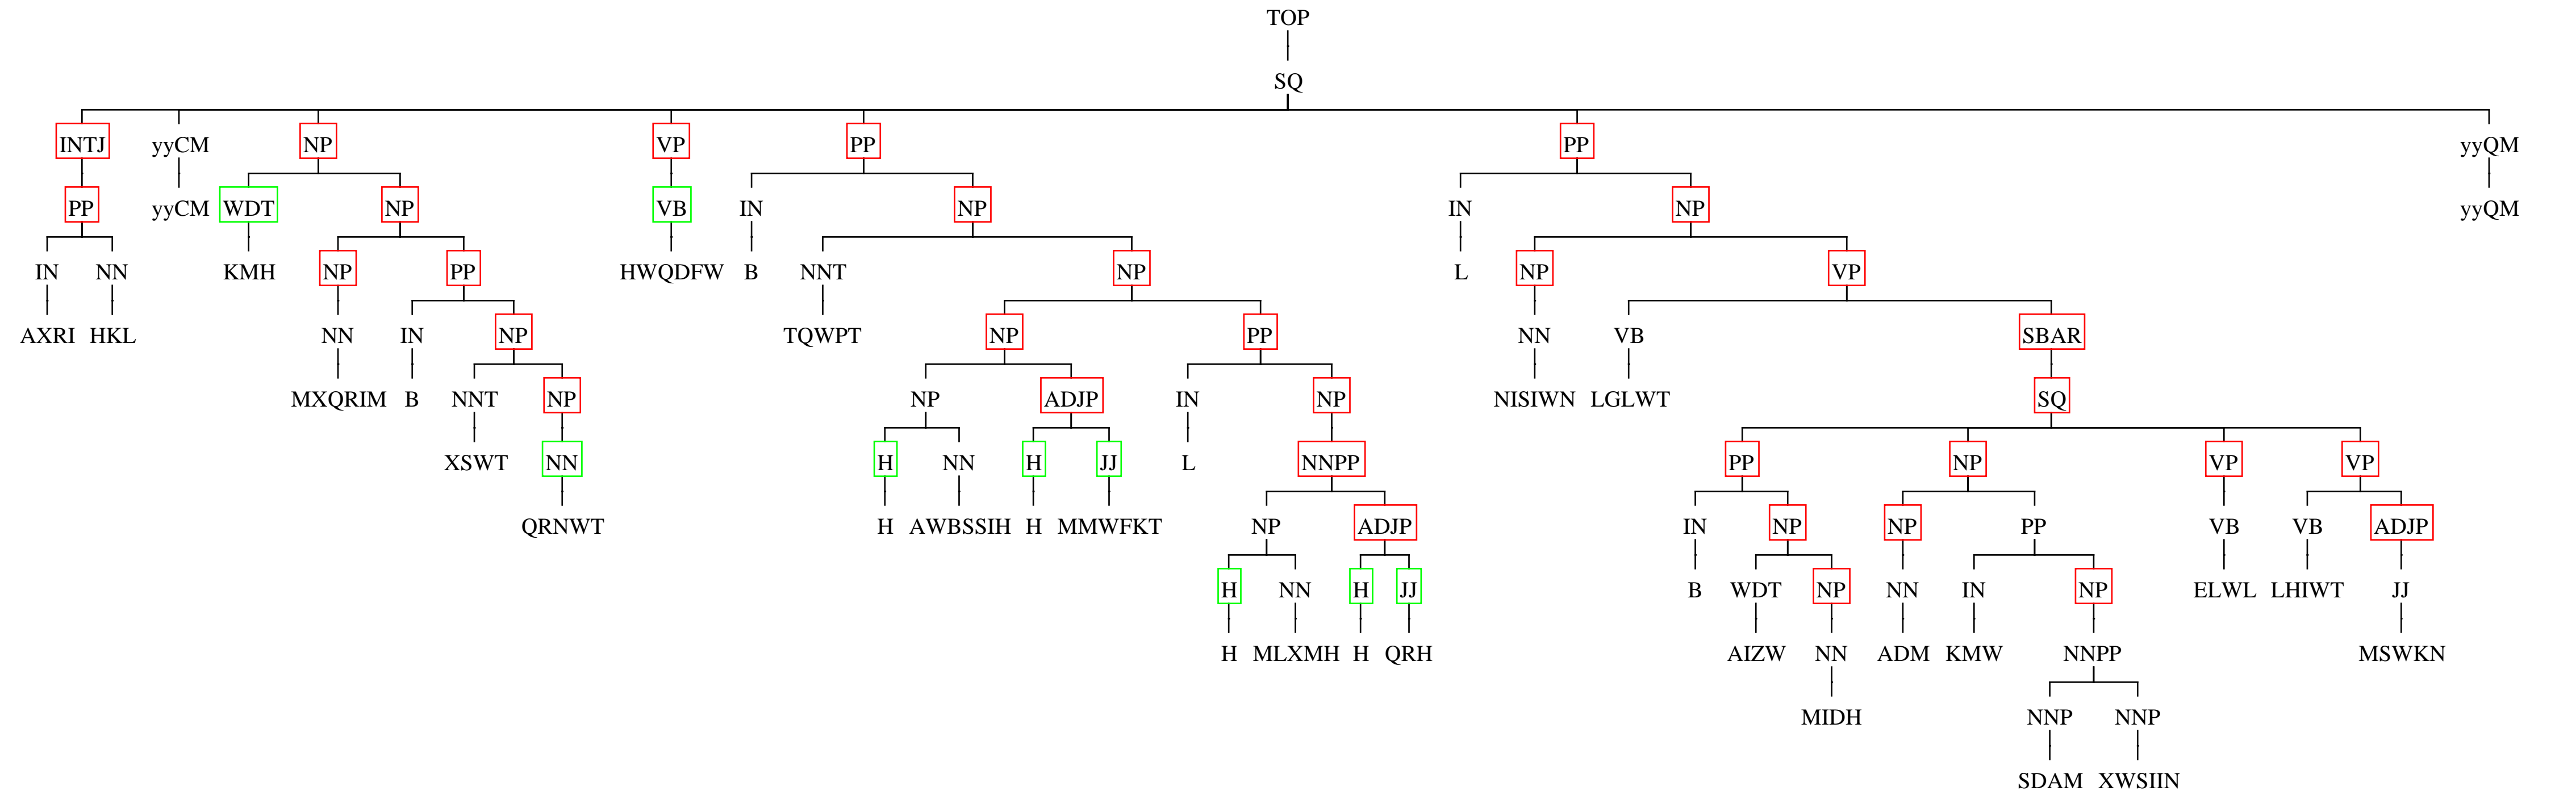 TOP
SQ
INTJ yyCM NP VP PP PP yyQM
PP yyCM WDT NP VB IN NP IN NP yyQM
IN NN KMH NP PP HWQDFW B NNT NP L NP VP
AXRI HKL NN IN NP TQWPT NP PP NN VB SBAR
MXQRIM B NNT NP NP ADJP IN NP NISIWN LGLWT SQ
XSWT NN H NN H JJ L NNPP PP NP VP VP
QRNWT H AWBSSIH H MMWFKT NP ADJP IN NP NP PP VB VB ADJP
H NN H JJ B WDT NP NN IN NP ELWL LHIWT JJ
H MLXMH H QRH AIZW NN ADM KMW NNPP MSWKN
MIDH NNP NNP
SDAM XWSIIN